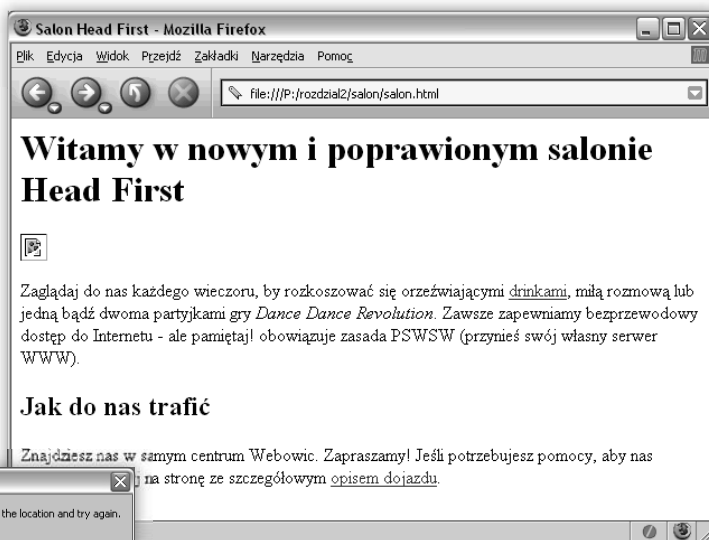 Salon Head First - Mozilla Firefox
Plik Edycja Widok Przejdź Zakładki Narzędzia Pomoc
file:///P:/rozdzial2/salon/salon.html
Witamy w nowym i poprawionym salonie
Head First
Zaglądaj do nas każdego wieczoru, by rozkoszować się orzeźwiającymi drinkami, miłą rozmową lub
jedną bądź dwoma partyjkami gry Dance Dance Revolution. Zawsze zapewniamy bezprzewodowy
dostęp do Internetu - ale pamiętaj! obowiązuje zasada PSWSW (przynieś swój własny serwer
WWW).
Jak do nas trafić
Znajdziesz nas w samym centrum Webowic. Zapraszamy! Jeśli potrzebujesz pomocy, aby nas
na stronę ze szczegółowym opisem dojazdu.
the location and try again.